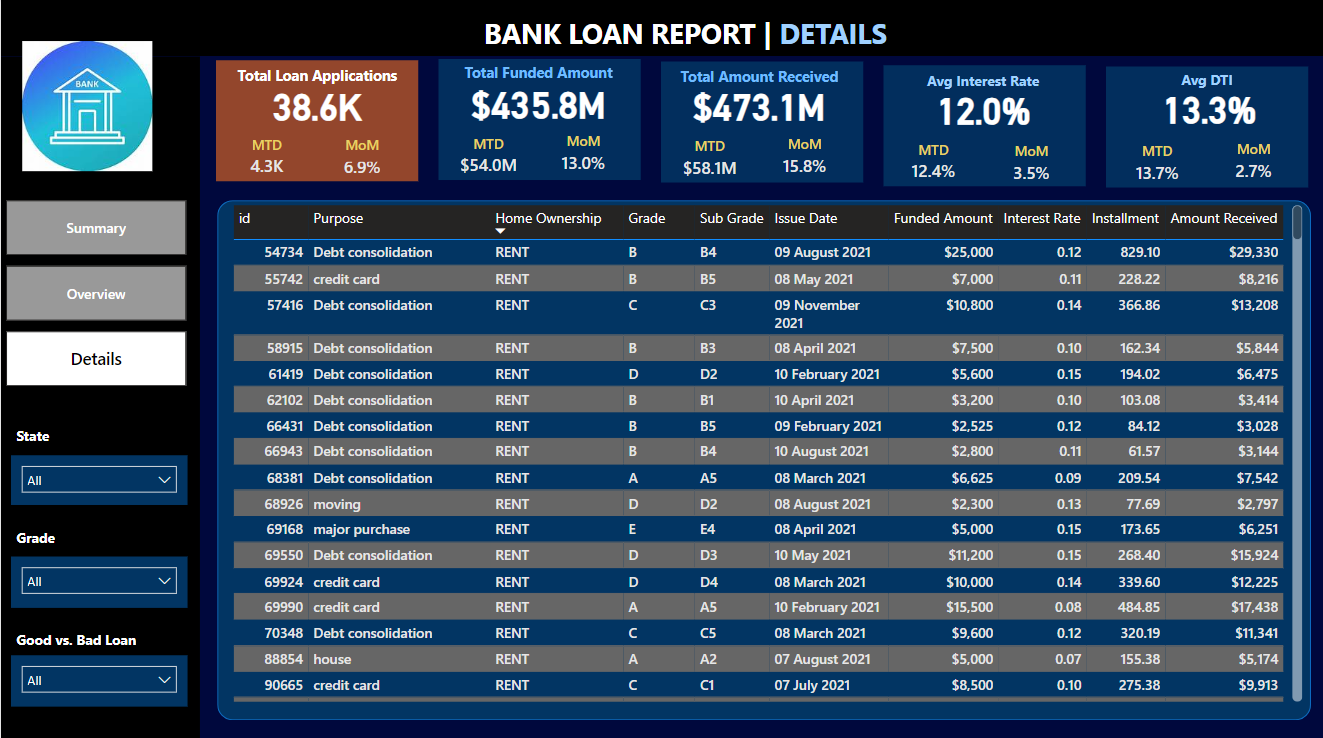 BANK LOAN REPORT | DETAILS
BANK
Total Loan Applications
38.6K
MTD MoM
4.3K 6.9%
Total Funded Amount
$435.8M
MTD MoM
$54.0M 13.0%
Total Amount Received
$473.1M
MTD MoM
$58.1M 15.8%
Avg Interest Rate
12.0%
MTD MoM
12.4% 3.5%
Avg DTI
13.3%
MTD MoM
13.7% 2.7%
Summary
Overview
Details
State
All
Grade
All
Good vs. Bad Loan
All
id Purpose Home Ownership Grade Sub Grade Issue Date Funded Amount Interest Rate Installment Amount Received
54734 Debt consolidation RENT B B4 09 August 2021 $25,000 0.12 829.10 $29,330
55742 credit card RENT B B5 08 May 2021 $7,000 0.11 228.22 $8,216
57416 Debt consolidation RENT C C3 09 November $10,800 0.14 366.86 $13,208
2021
58915 Debt consolidation RENT B B3 08 April 2021 $7,500 0.10 162.34 $5,844
61419 Debt consolidation RENT D D2 10 February 2021 $5,600 0.15 194.02 $6,475
62102 Debt consolidation RENT B B1 10 April 2021 $3,200 0.10 103.08 $3,414
66431 Debt consolidation RENT B B5 09 February 2021 $2,525 0.12 84.12 $3,028
66943 Debt consolidation RENT B B4 10 August 2021 $2,800 0.11 61.57 $3,144
68381 Debt consolidation RENT A A5 08 March 2021 $6,625 0.09 209.54 $7,542
68926 moving RENT D D2 08 August 2021 $2,300 0.13 77.69 $2,797
69168 major purchase RENT E E4 08 April 2021 $5,000 0.15 173.65 $6,251
69550 Debt consolidation RENT D D3 10 May 2021 $11,200 0.15 268.40 $15,924
69924 credit card RENT D D4 08 March 2021 $10,000 0.14 339.60 $12,225
69990 credit card RENT A A5 10 February 2021 $15,500 0.08 484.85 $17,438
70348 Debt consolidation RENT C C5 08 March 2021 $9,600 0.12 320.19 $11,341
88854 house RENT A A2 07 August 2021 $5,000 0.07 155.38 $5,174
90665 credit card RENT C C1 07 July 2021 $8,500 0.10 275.38 $9,913